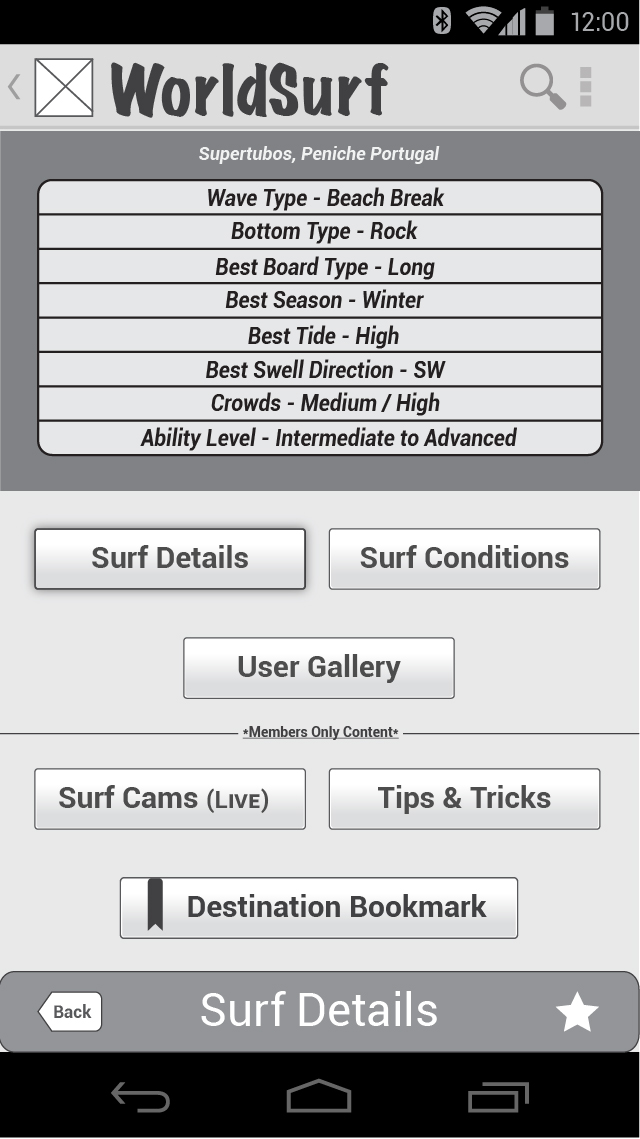 12:00
WorldSurf
Supertubos, Peniche Portugal
Wave Type - Beach Break
Bottom Type - Rock
Best Board Type - Long
Best Season - Winter
Best Tide - High
Best Swell Direction - SW
Crowds - Medium / High
Ability Level - Intermediate to Advanced
Surf Details
Surf Conditions
User Gallery
*Members Only Content*
Surf Cams (LIVE)
Tips & Tricks
Destination Bookmark
Back
Surf Details